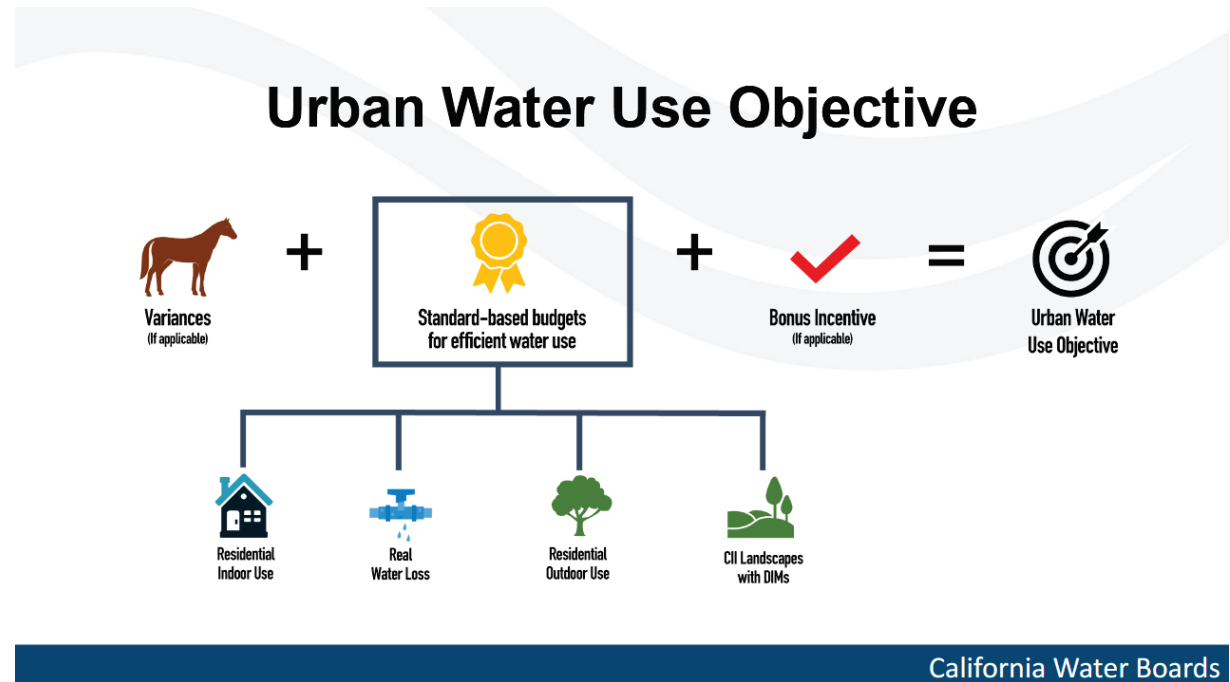 Urban Water Use Objective
+
+
=
Variances
(If applicable)
Standard-based budgets
for efficient water use
Bonus Incentive
(If applicable)
Urban Water
Use Objective
Residential
Indoor Use
Real
Water Loss
Residential
Outdoor Use
CII Landscapes
with DIMs
California Water Boards